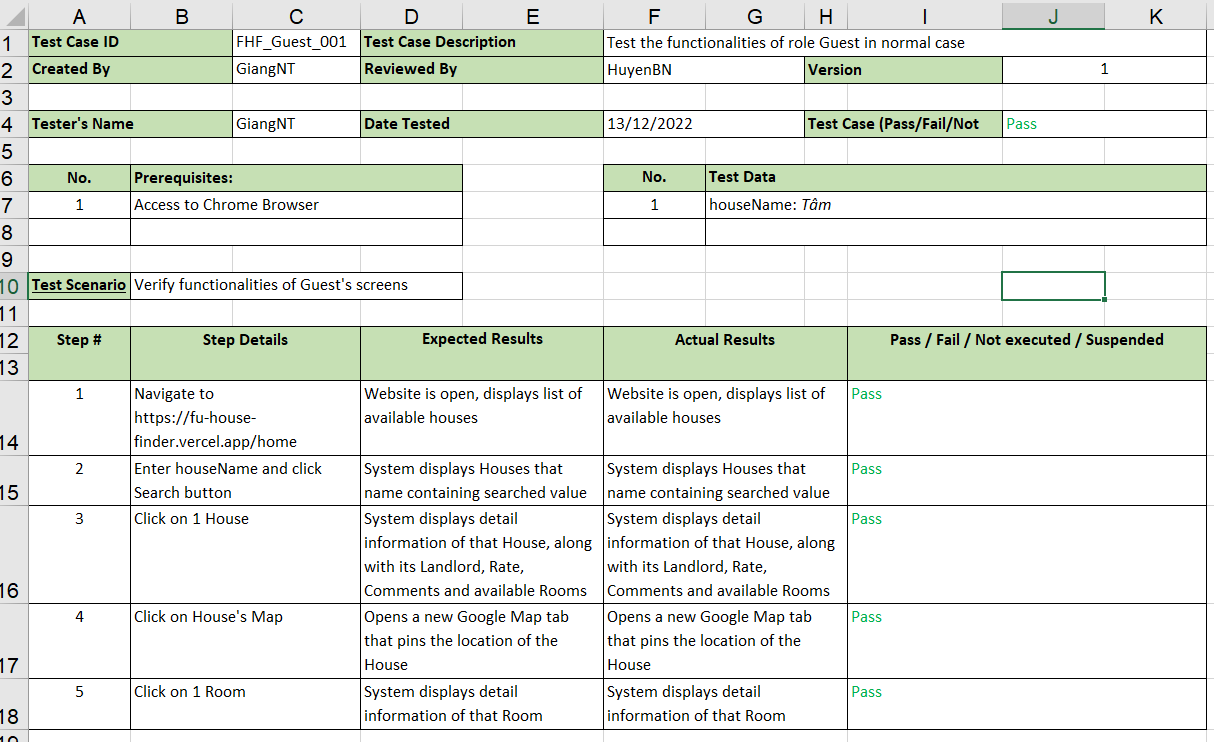 A B C D E F G H I J K
1 Test Case ID FHF_Guest_001 Test Case Description Test the functionalities of role Guest in normal case
2 Created By GiangNT Reviewed By HuyenBN Version 1
3
4 Tester's Name GiangNT Date Tested 13/12/2022 Test Case (Pass/Fail/Not Pass
5
6 No. Prerequisites: No. Test Data
7 1 Access to Chrome Browser 1 houseName: Tâm
8
9
10 Test Scenario Verify functionalities of Guest's screens
11
12 Step # Step Details Expected Results Actual Results Pass / Fail / Not executed / Suspended
13
1 Navigate to Website is open, displays list of Website is open, displays list of Pass
https://fu-house- available houses available houses
14 finder.vercel.app/home
2 Enter houseName and click System displays Houses that System displays Houses that Pass
15 Search button name containing searched value name containing searched value
3 Click on 1 House System displays detail System displays detail Pass
information of that House, along information of that House, along
with its Landlord, Rate, with its Landlord, Rate,
16 Comments and available Rooms Comments and available Rooms
4 Click on House's Map Opens a new Google Map tab Opens a new Google Map tab Pass
that pins the location of the that pins the location of the
17 House House
5 Click on 1 Room System displays detail System displays detail Pass
18 information of that Room information of that Room